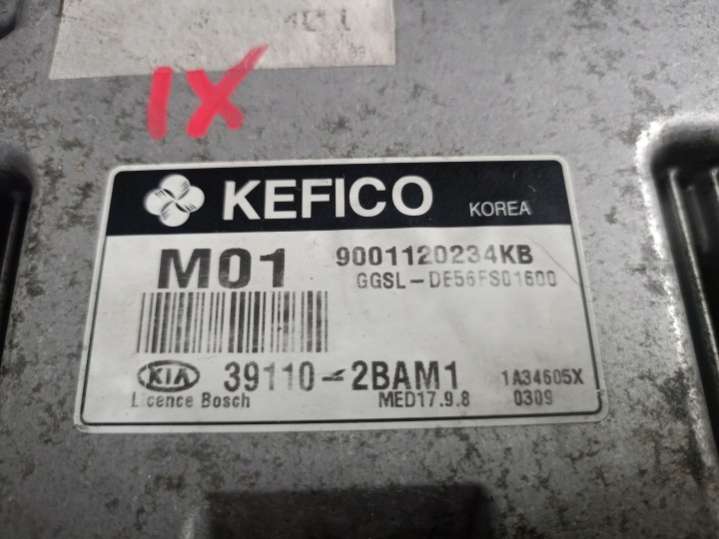 IX
KEFICO KOREA
M01 9001120234KB
GGSL-DE56FS01600
KIA 39110-2BAM1 1A34605X
Licence Bosch MED17.9.8 0309